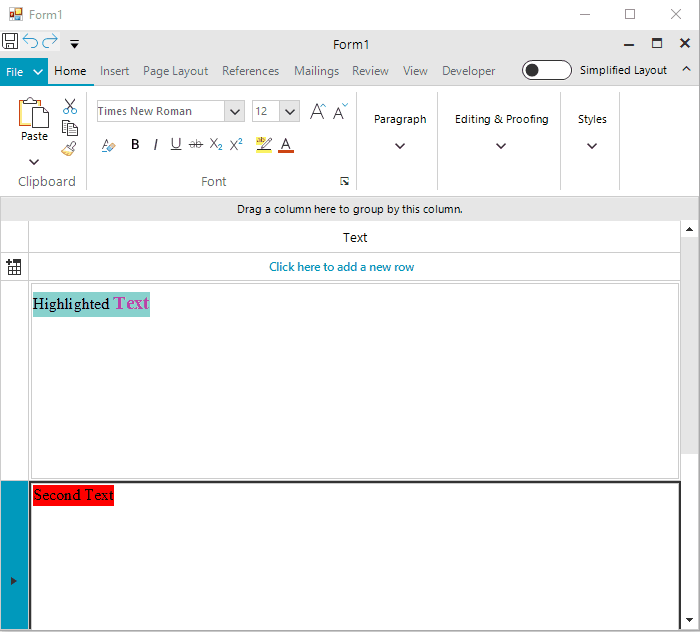 Form1
Form1
File Home Insert Page Layout References Mailings Review View Developer Simplified Layout
Times New Roman 12
Paste
B I U ab X2 X2 A
Paragraph Editing & Proofing Styles
Clipboard Font
Drag a column here to group by this column.
Text
Click here to add a new row
Highlighted Text
Second Text